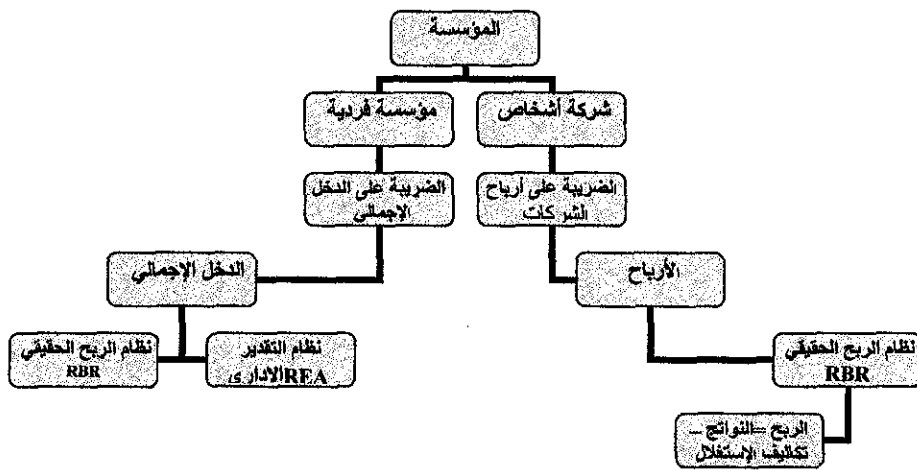 المؤسسة
شركة أشخاص
مؤسسة فردية
الضريبة على أرباح
الشركات
الضريبة على الدخل
الإجمالي
الأرباح
الدخل الإجمالي
نظام الربح الحقيقي
RBR
نظام التقدير
الاداري REA
نظام الربح الحقيقي
RBR
الربح =النواتج –
تكاليف الإستغلال